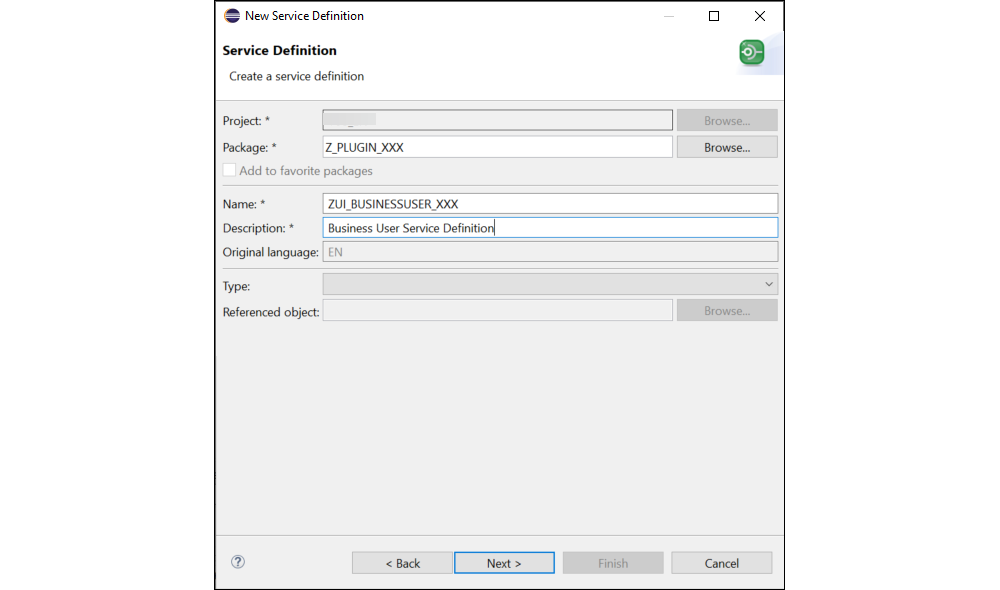 New Service Definition
Service Definition
Create a service definition
Project: *
Browse...
Package: * Z_PLUGIN_XXX Browse...
Add to favorite packages
Name: * ZUI_BUSINESSUSER_XXX
Description: * Business User Service Definition
Original language: EN
Type:
Referenced object: Browse...
? < Back Next > Finish Cancel